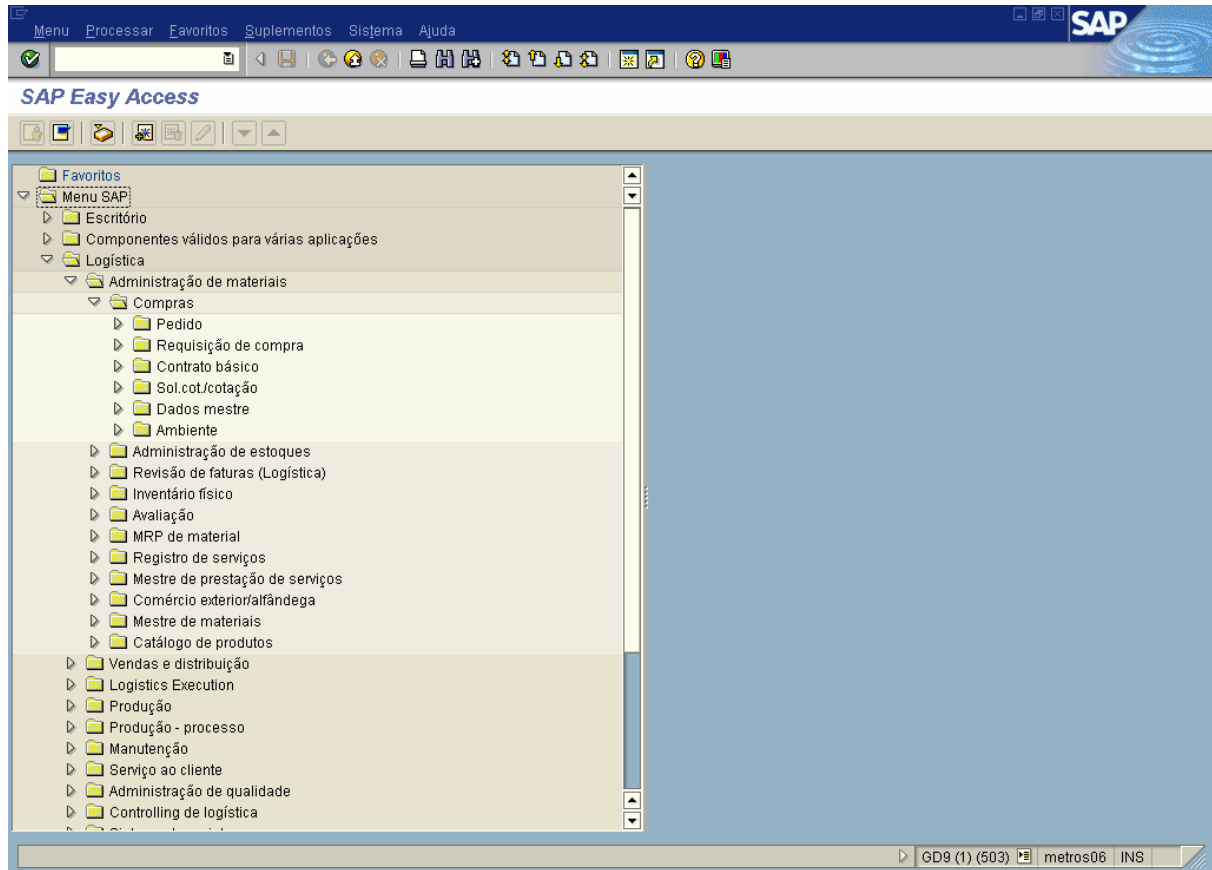 Menu Processar Favoritos Suplementos Sistema Ajuda
SAP
SAP Easy Access
Favoritos
Menu SAP
Escritório
Componentes válidos para várias aplicações
Logística
Administração de materiais
Compras
Pedido
Requisição de compra
Contrato básico
Sol.cot./cotação
Dados mestre
Ambiente
Administração de estoques
Revisão de faturas (Logística)
Inventário físico
Avaliação
MRP de material
Registro de serviços
Mestre de prestação de serviços
Comércio exterior/alfândega
Mestre de materiais
Catálogo de produtos
Vendas e distribuição
Logistics Execution
Produção
Produção - processo
Manutenção
Serviço ao cliente
Administração de qualidade
Controlling de logística
GD9 (1) (503) metros06 INS